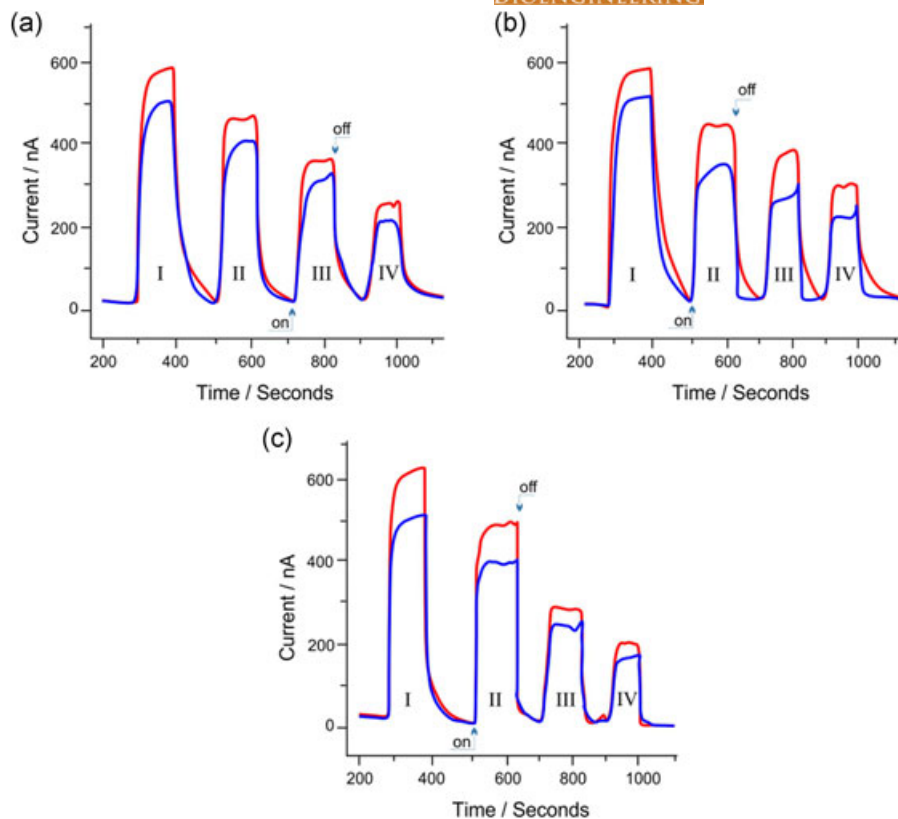 BIOENGINEERING
(a)
600
400
200
0
Current / nA
I
II
III
IV
on
off
200
400
600
800
1000
Time / Seconds
(b)
600
400
200
0
Current / nA
I
II
III
IV
on
off
200
400
600
800
1000
Time / Seconds
(c)
600
400
200
0
Current / nA
I
II
III
IV
on
off
200
400
600
800
1000
Time / Seconds